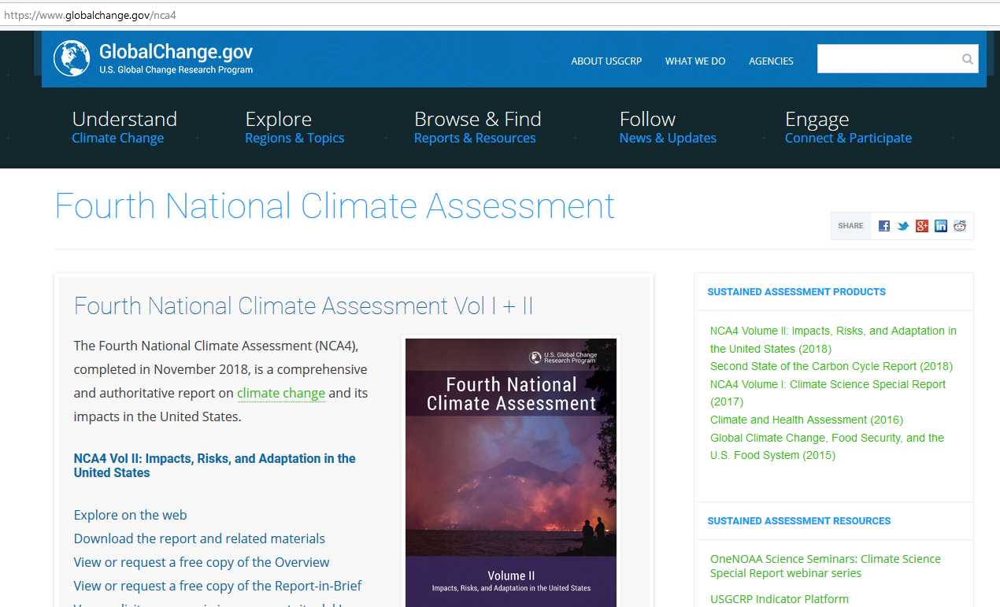 https://www.globalchange.gov/nca4
GlobalChange.gov
U.S. Global Change Research Program
ABOUT USGCRP
WHAT WE DO
AGENCIES
Understand
Climate Change
Explore
Regions & Topics
Browse & Find
Reports & Resources
Follow
News & Updates
Engage
Connect & Participate
Fourth National Climate Assessment
SHARE
Fourth National Climate Assessment Vol I + II
The Fourth National Climate Assessment (NCA4),
completed in November 2018, is a comprehensive
and authoritative report on climate change and its
impacts in the United States.
NCA4 Vol II: Impacts, Risks, and Adaptation in the
United States
Explore on the web
Download the report and related materials
View or request a free copy of the Overview
View or request a free copy of the Report-in-Brief
U.S. Global Change
Research Program
Fourth National
Climate Assessment
Volume II
Impacts, Risks, and Adaptation in the United States
SUSTAINED ASSESSMENT PRODUCTS
NCA4 Volume II: Impacts, Risks, and Adaptation in
the United States (2018)
Second State of the Carbon Cycle Report (2018)
NCA4 Volume I: Climate Science Special Report
(2017)
Climate and Health Assessment (2016)
Global Climate Change, Food Security, and the
U.S. Food System (2015)
SUSTAINED ASSESSMENT RESOURCES
OneNOAA Science Seminars: Climate Science
Special Report webinar series
USGCRP Indicator Platform